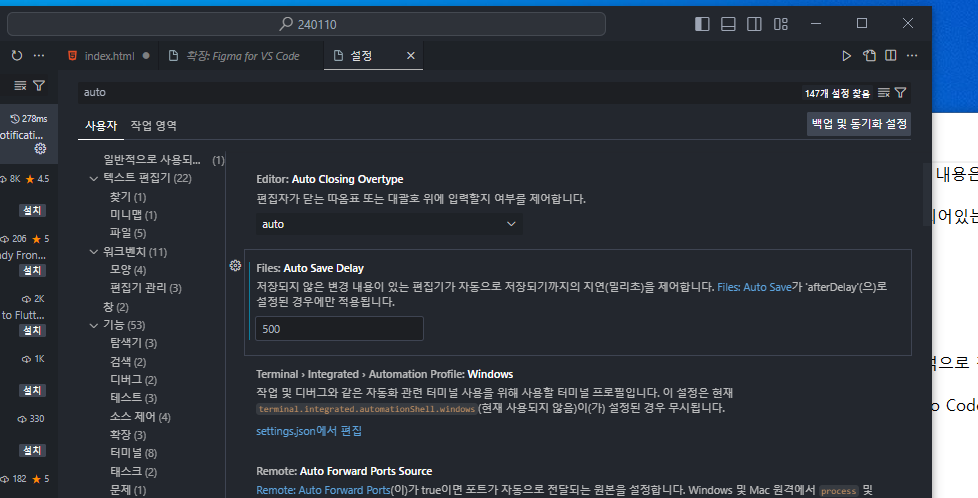 240110
index.html
확장: Figma for VS Code
설정
auto
147개 설정 찾음
사용자
작업 영역
백업 및 동기화 설정
278ms
otificati...
8K ★ 4.5
설치
206 ★ 5
dy Fron...
설치
2K
to Flutt...
설치
1K
설치
330
설치
182 ★ 5
일반적으로 사용되... (1)
텍스트 편집기 (22)
찾기 (1)
미니맵 (1)
파일 (5)
워크벤치 (11)
모양 (4)
편집기 관리 (3)
창 (2)
기능 (53)
탐색기 (3)
검색 (2)
디버그 (2)
테스트 (3)
소스 제어 (4)
확장 (3)
터미널 (8)
태스크 (2)
문제 (1)
Editor: Auto Closing Overtype
편집자가 닫는 따옴표 또는 대괄호 위에 입력할지 여부를 제어합니다.
auto
Files: Auto Save Delay
저장되지 않은 변경 내용이 있는 편집기가 자동으로 저장되기까지의 지연(밀리초)을 제어합니다. Files: Auto Save가 'afterDelay'(으)로
설정된 경우에만 적용됩니다.
500
Terminal › Integrated › Automation Profile: Windows
작업 및 디버그와 같은 자동화 관련 터미널 사용을 위해 사용할 터미널 프로필입니다. 이 설정은 현재
terminal.integrated.automationShell.windows(현재 사용되지 않음)이(가) 설정된 경우 무시됩니다.
settings.json에서 편집
Remote: Auto Forward Ports Source
Remote: Auto Forward Ports(이)가 true이면 포트가 자동으로 전달되는 원본을 설정합니다. Windows 및 Mac 원격에서 process 및
내용은
어있는
적으로
o Code